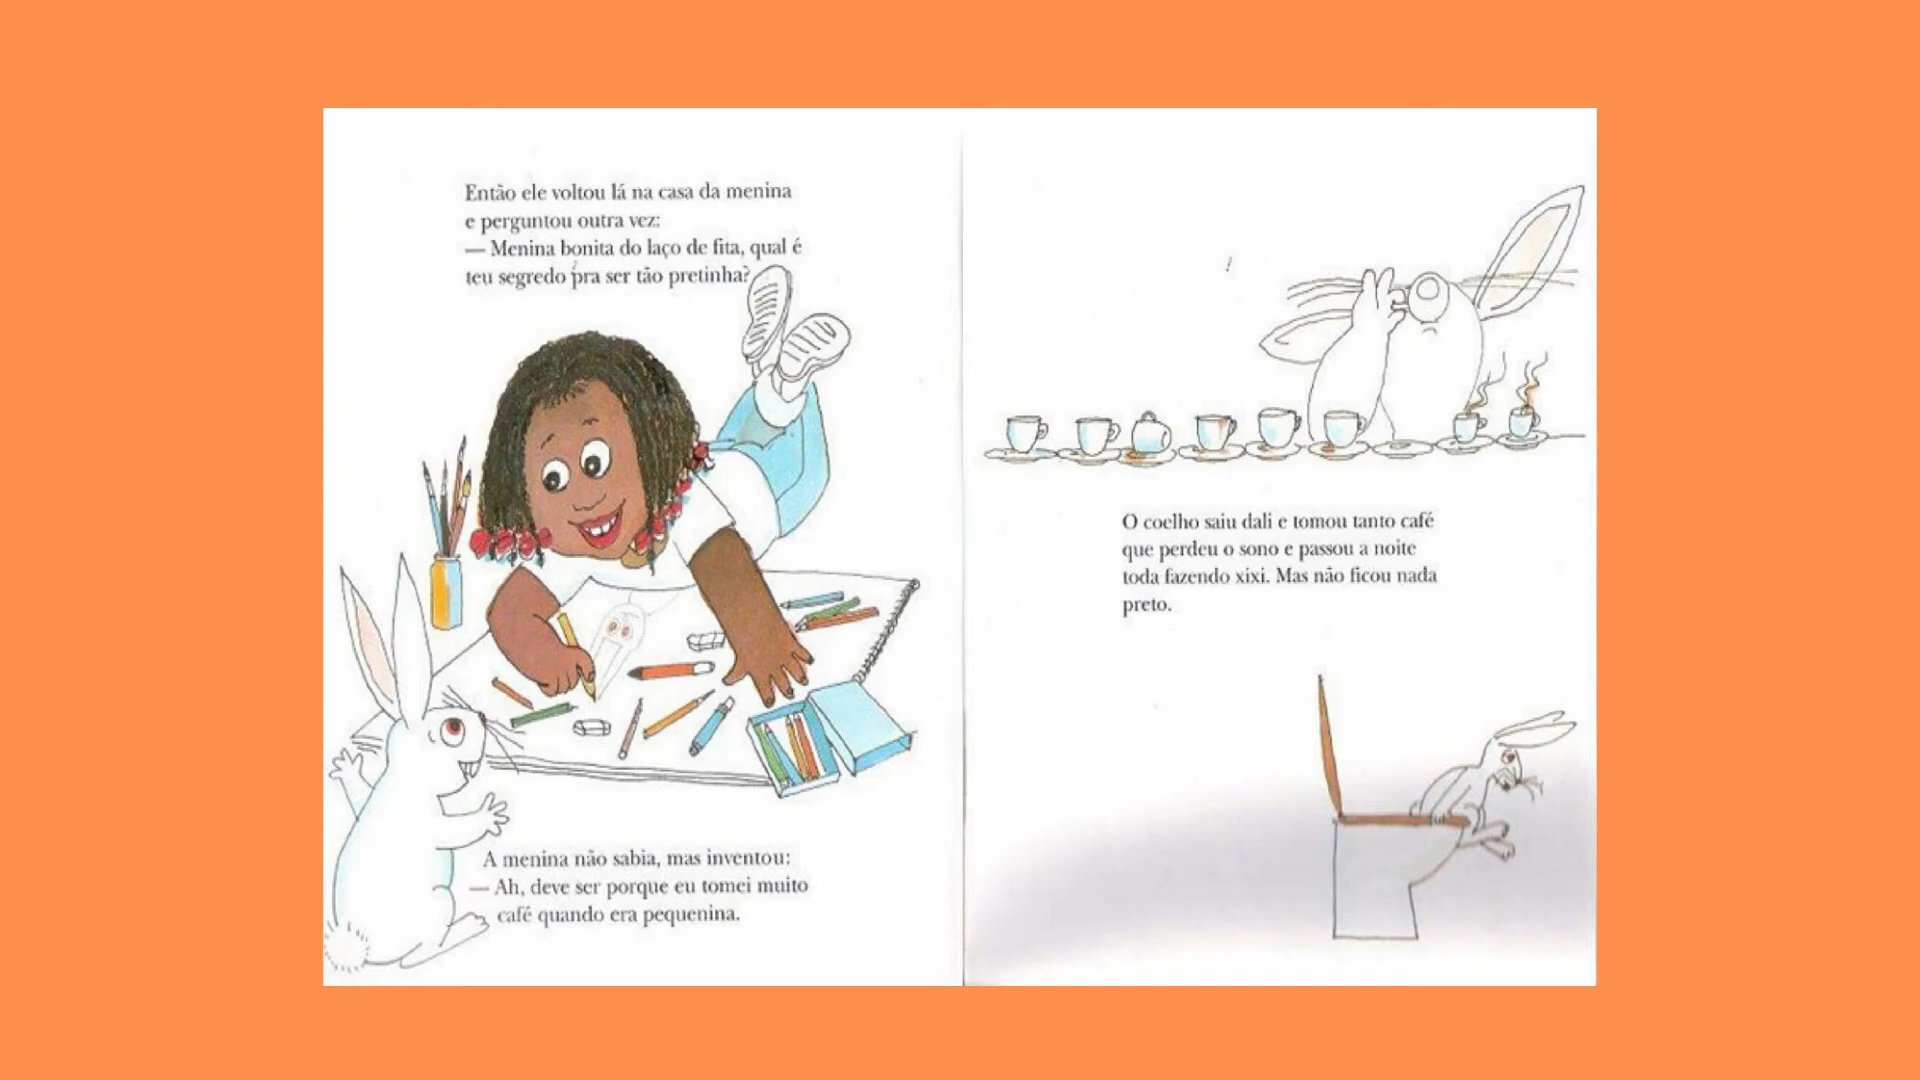 Então ele voltou lá na casa da menina
e perguntou outra vez:
— Menina bonita do laço de fita, qual é
teu segredo pra ser tão pretinha?
A menina não sabia, mas inventou:
— Ah, deve ser porque eu tomei muito
café quando era pequenina.
O coelho saiu dali e tomou tanto café
que perdeu o sono e passou a noite
toda fazendo xixi. Mas não ficou nada
preto.